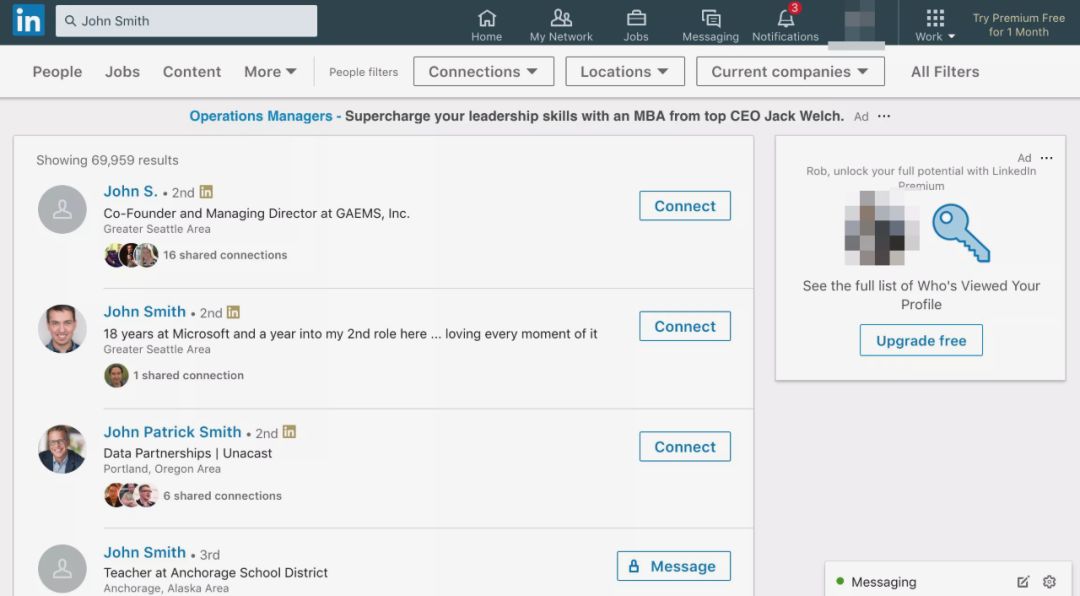 in
John Smith
Home
My Network
Jobs
Messaging
3
Notifications
Work
Try Premium Free
for 1 Month
People
Jobs
Content
More
People filters
Connections
Locations
Current companies
All Filters
Operations Managers - Supercharge your leadership skills with an MBA from top CEO Jack Welch. Ad ···
Showing 69,959 results
John S. • 2nd in
Co-Founder and Managing Director at GAEMS, Inc.
Greater Seattle Area
16 shared connections
Connect
John Smith • 2nd in
18 years at Microsoft and a year into my 2nd role here ... loving every moment of it
Greater Seattle Area
1 shared connection
Connect
John Patrick Smith • 2nd in
Data Partnerships | Unacast
Portland, Oregon Area
6 shared connections
Connect
John Smith • 3rd
Teacher at Anchorage School District
Anchorage, Alaska Area
Message
Ad ···
Rob, unlock your full potential with LinkedIn
Premium
See the full list of Who's Viewed Your
Profile
Upgrade free
Messaging